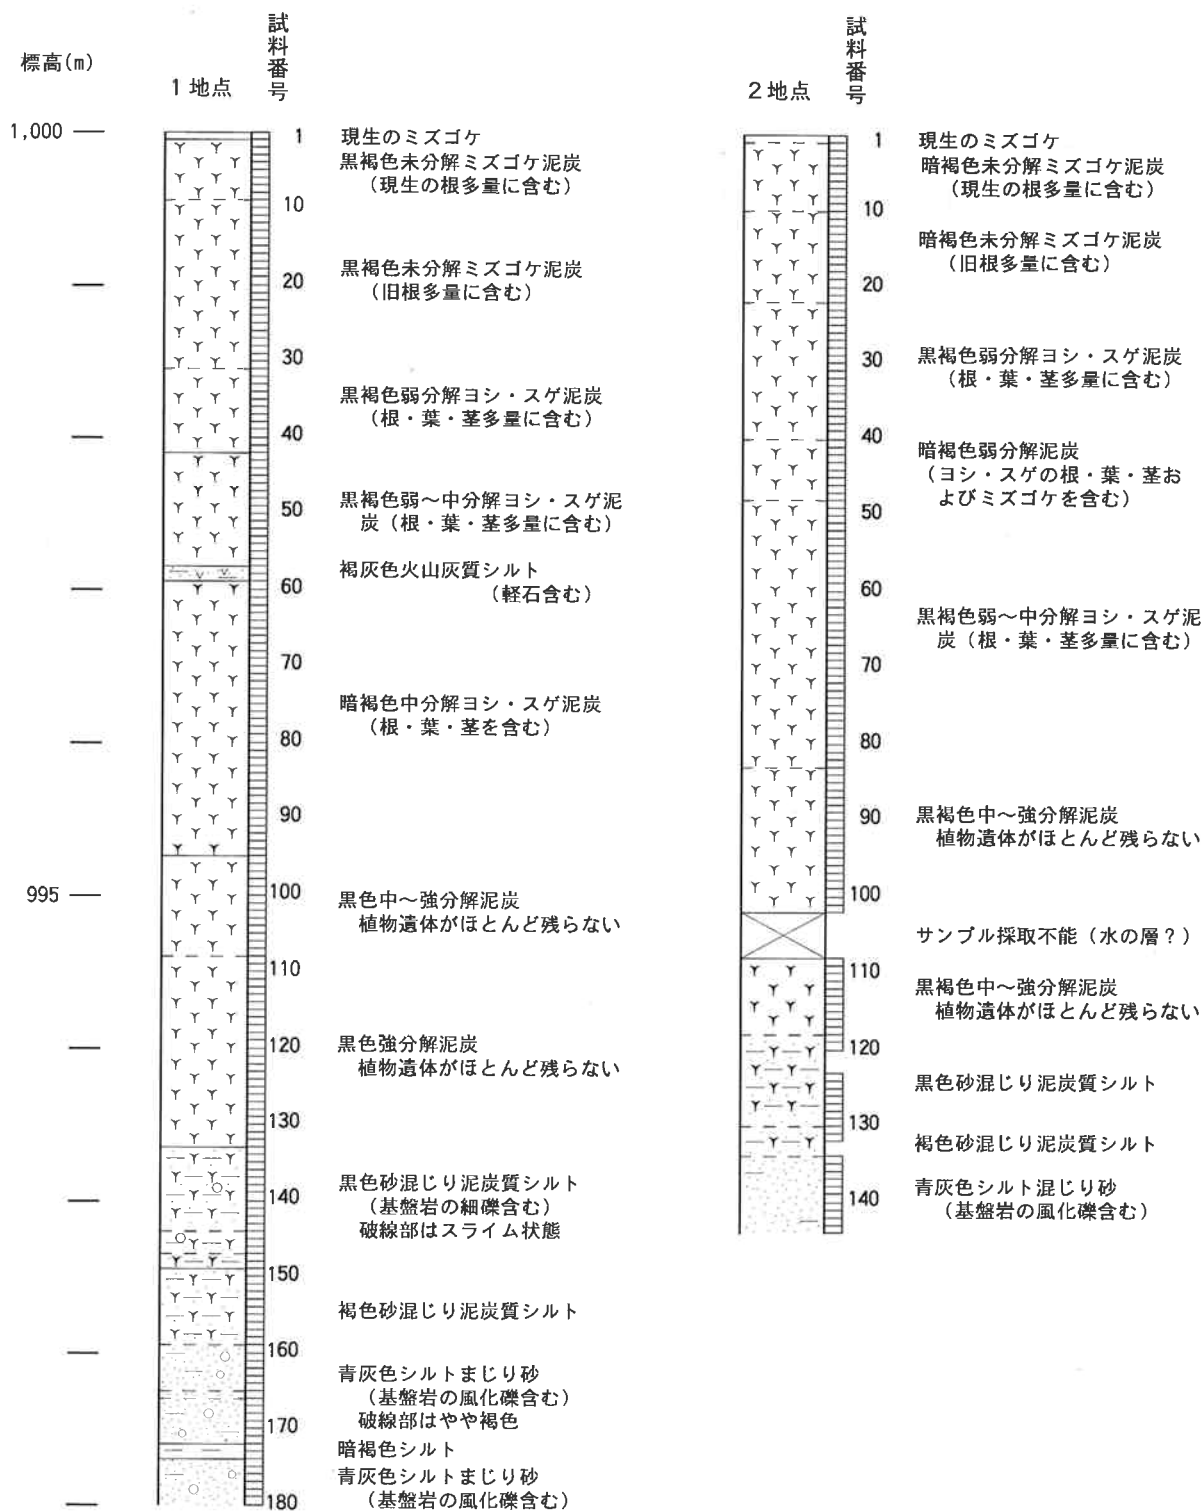 標高(m)
1,000
995
1地点
試料番号
1
10
20
30
40
50
60
70
80
90
100
110
120
130
140
150
160
170
180
現生のミズゴケ
黒褐色未分解ミズゴケ泥炭
(現生の根多量に含む)
黒褐色未分解ミズゴケ泥炭
(旧根多量に含む)
黒褐色弱分解ヨシ・スゲ泥炭
(根・葉・茎多量に含む)
黒褐色弱〜中分解ヨシ・スゲ泥
炭(根・葉・茎多量に含む)
褐灰色火山灰質シルト
(軽石含む)
暗褐色中分解ヨシ・スゲ泥炭
(根・葉・茎を含む)
黒色中〜強分解泥炭
植物遺体がほとんど残らない
黒色強分解泥炭
植物遺体がほとんど残らない
黒色砂混じり泥炭質シルト
(基盤岩の細礫含む)
破線部はスライム状態
褐色砂混じり泥炭質シルト
青灰色シルトまじり砂
(基盤岩の風化礫含む)
破線部はやや褐色
暗褐色シルト
青灰色シルトまじり砂
(基盤岩の風化礫含む)
2地点
試料番号
1
10
20
30
40
50
60
70
80
90
100
110
120
130
140
現生のミズゴケ
暗褐色未分解ミズゴケ泥炭
(現生の根多量に含む)
暗褐色未分解ミズゴケ泥炭
(旧根多量に含む)
黒褐色弱分解ヨシ・スゲ泥炭
(根・葉・茎多量に含む)
暗褐色弱分解泥炭
(ヨシ・スゲの根・葉・茎お
よびミズゴケを含む)
黒褐色弱〜中分解ヨシ・スゲ泥
炭(根・葉・茎多量に含む)
黒褐色中〜強分解泥炭
植物遺体がほとんど残らない
サンプル採取不能(水の層?)
黒褐色中〜強分解泥炭
植物遺体がほとんど残らない
黒色砂混じり泥炭質シルト
褐色砂混じり泥炭質シルト
青灰色シルト混じり砂
(基盤岩の風化礫含む)